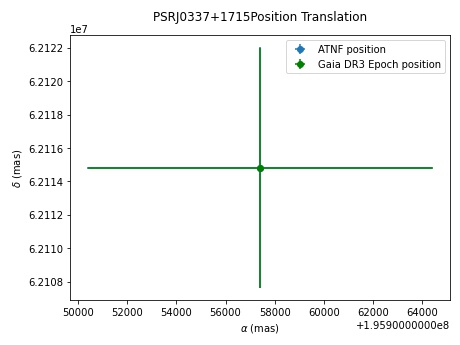 PSRJ0337+1715Position Translation
1e7
ATNF position
Gaia DR3 Epoch position
6.2122
6.2120
6.2118
6.2116
6.2114
6.2112
6.2110
6.2108
δ (mas)
50000 52000 54000 56000 58000 60000 62000 64000
α (mas)
+1.9590000000e8